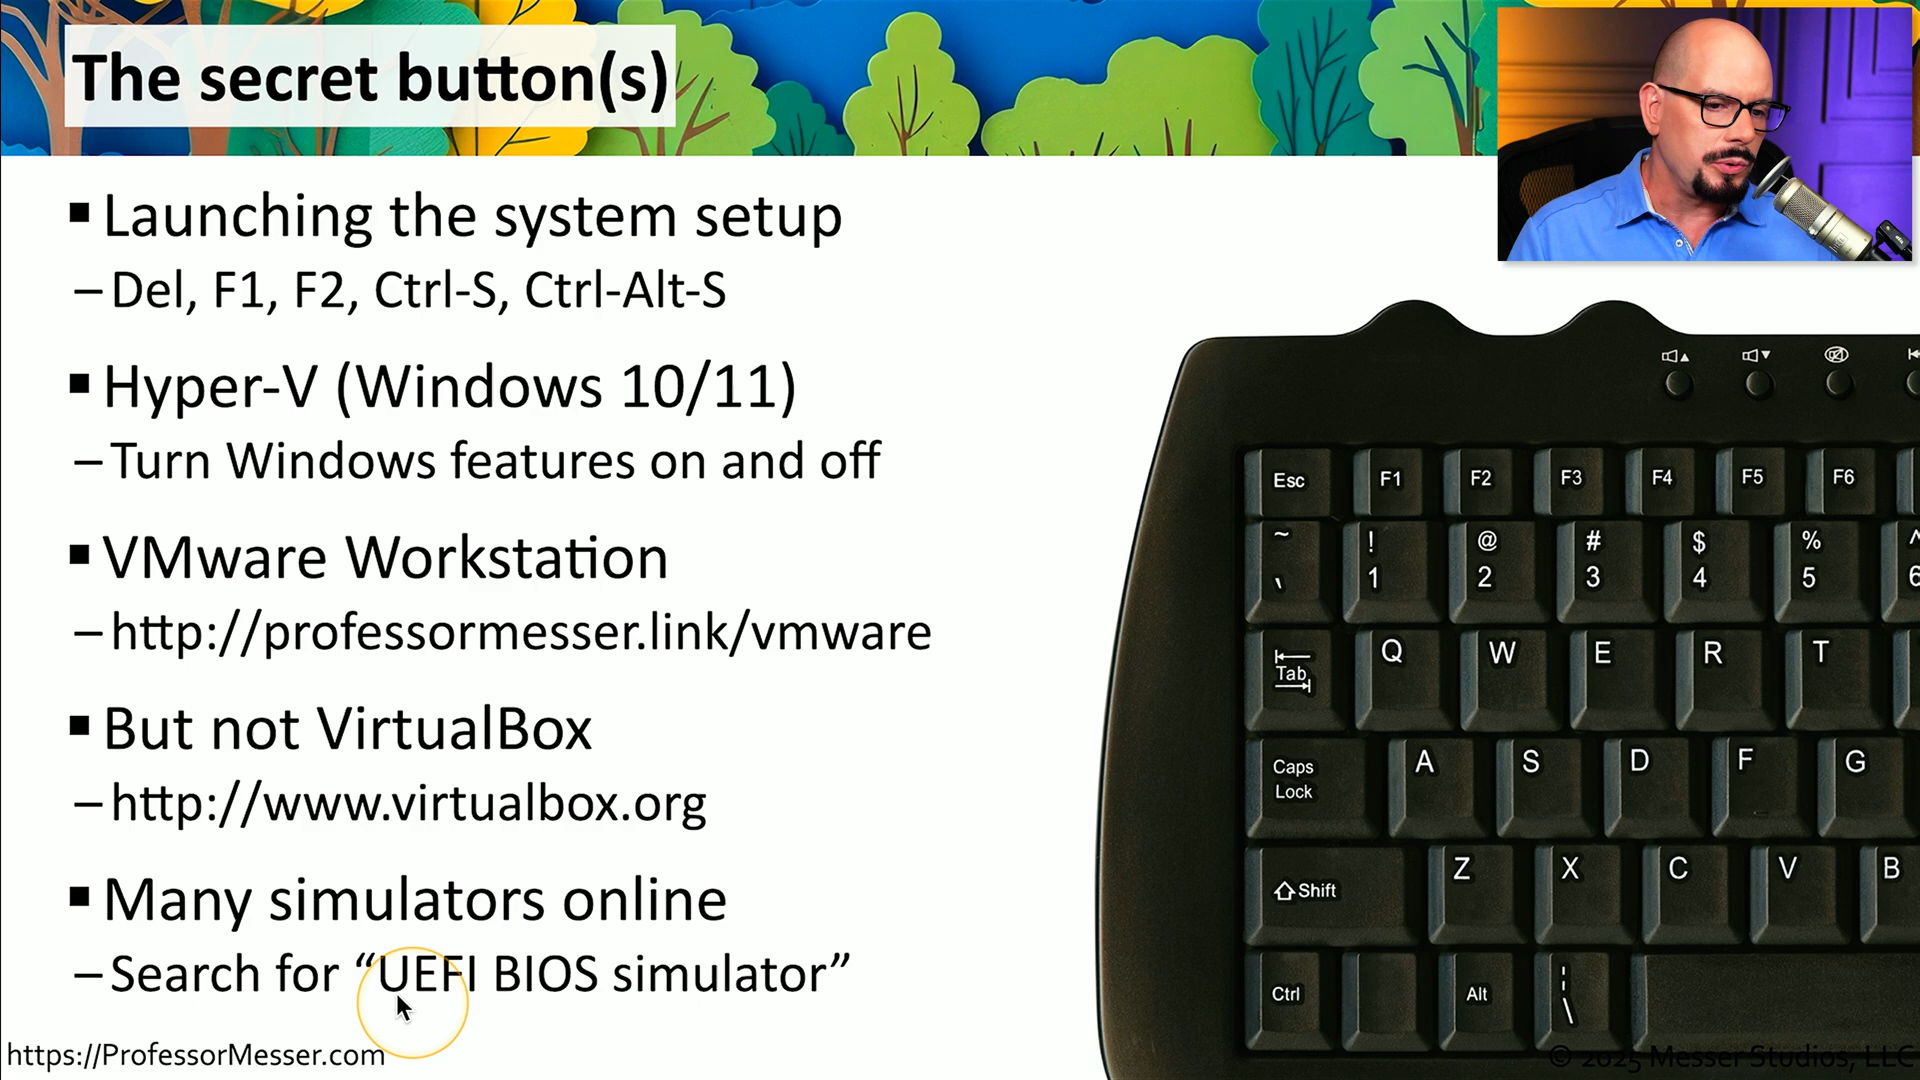 The secret button(s)
▪ Launching the system setup
– Del, F1, F2, Ctrl-S, Ctrl-Alt-S
▪ Hyper-V (Windows 10/11)
– Turn Windows features on and off
▪ VMware Workstation
– http://professormesser.link/vmware
▪ But not VirtualBox
– http://www.virtualbox.org
▪ Many simulators online
– Search for “UEFI BIOS simulator”
https://ProfessorMesser.com
Esc F1 F2 F3 F4 F5 F6
~ ! @ # $ % ^
` 1 2 3 4 5 6
Tab Q W E R T
Caps Lock A S D F G
Shift Z X C V B
Ctrl Alt ¦ \
© 2025 Messer Studios, LLC